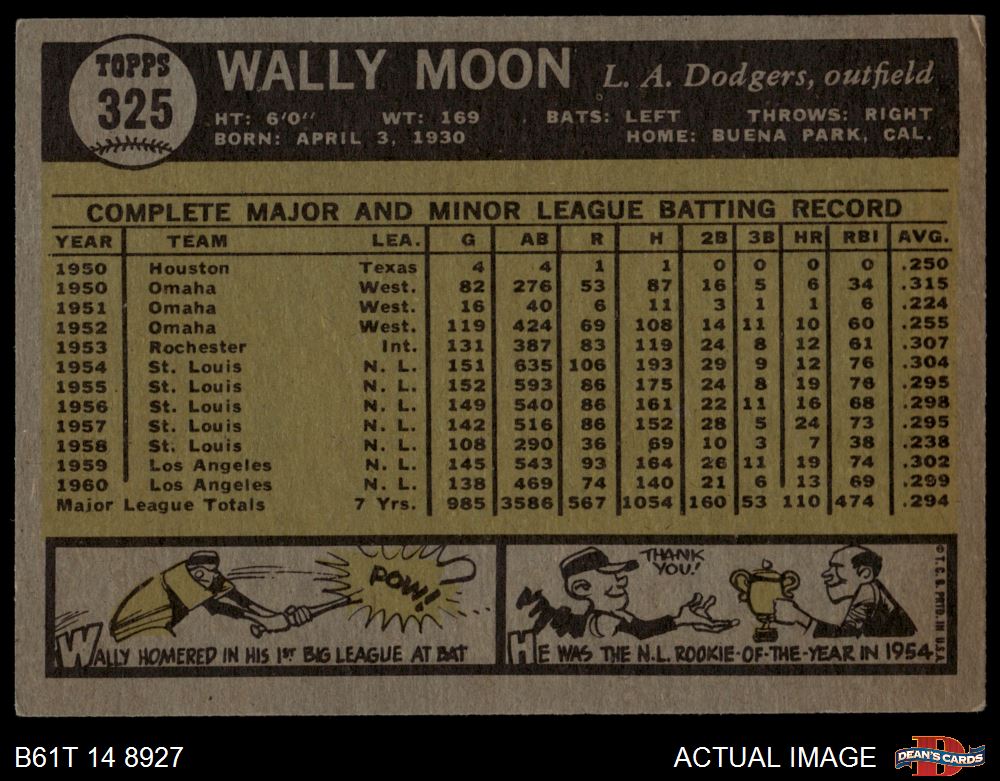 TOPPS
325
WALLY MOON L. A. Dodgers, outfield
HT: 6'0" WT: 169 BATS: LEFT THROWS: RIGHT
BORN: APRIL 3, 1930 HOME: BUENA PARK, CAL.
COMPLETE MAJOR AND MINOR LEAGUE BATTING RECORD
YEAR TEAM LEA. G AB R H 2B 3B HR RBI AVG.
1950 Houston Texas 4 4 1 1 0 0 0 0 .250
1950 Omaha West. 82 276 53 87 16 5 6 34 .315
1951 Omaha West. 16 40 6 11 3 1 1 6 .224
1952 Omaha West. 119 424 69 108 14 11 10 60 .255
1953 Rochester Int. 131 387 83 119 24 8 12 61 .307
1954 St. Louis N. L. 151 635 106 193 29 9 12 76 .304
1955 St. Louis N. L. 152 593 86 175 24 8 19 76 .295
1956 St. Louis N. L. 149 540 86 161 22 11 16 68 .298
1957 St. Louis N. L. 142 516 86 152 28 5 24 73 .295
1958 St. Louis N. L. 108 290 36 69 10 3 7 38 .238
1959 Los Angeles N. L. 145 543 93 164 26 11 19 74 .302
1960 Los Angeles N. L. 138 469 74 140 21 6 13 69 .299
Major League Totals 7 Yrs. 985 3586 567 1054 160 53 110 474 .294
POW!
WALLY HOMERED IN HIS 1ST BIG LEAGUE AT BAT
THANK
YOU!
HE WAS THE N.L. ROOKIE-OF-THE-YEAR IN 1954
© T. C. G. PRTD. IN U.S.A.
B61T 14 8927
ACTUAL IMAGE
D
DEAN'S CARDS